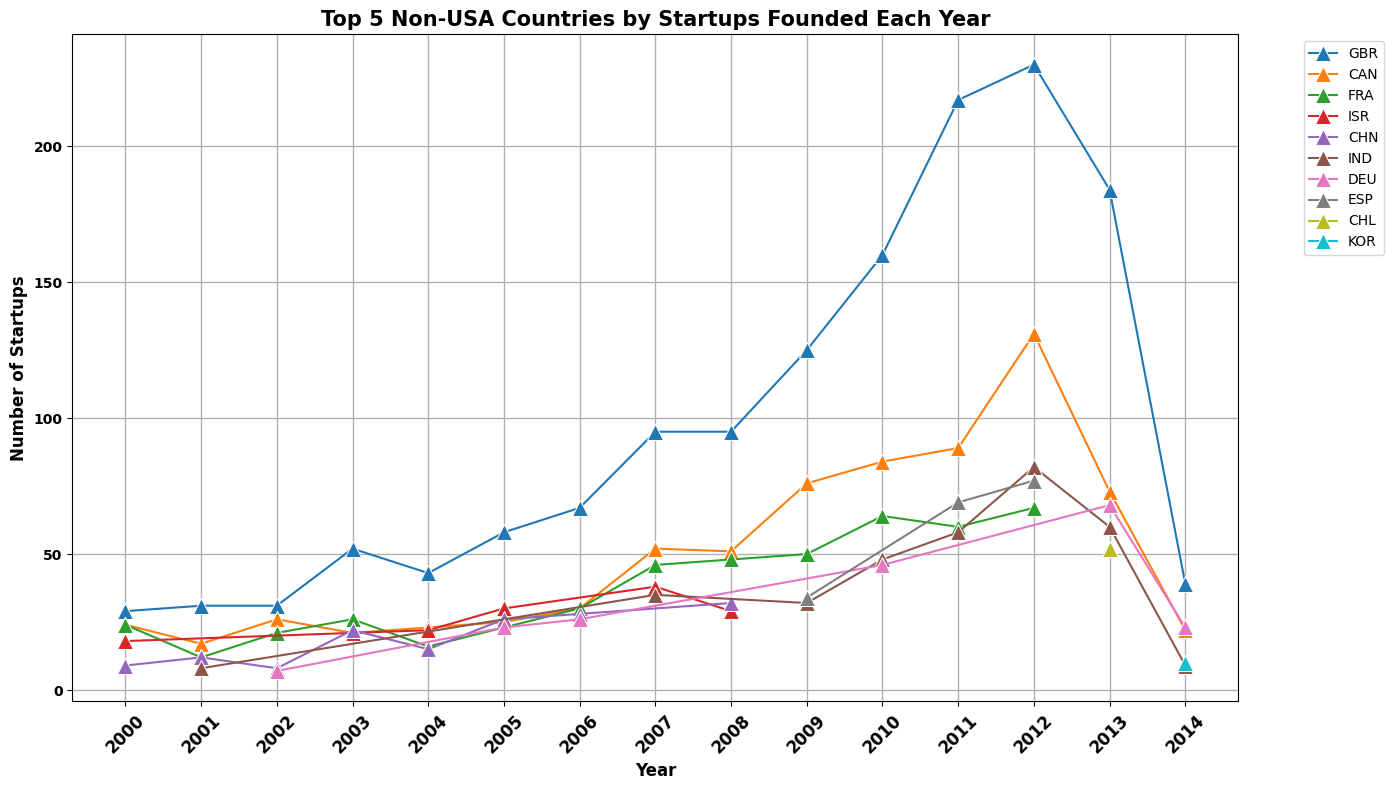 Top 5 Non-USA Countries by Startups Founded Each Year
GBR
CAN
FRA
ISR
CHN
IND
DEU
ESP
CHL
KOR
Number of Startups
200
150
100
50
0
2000 2001 2002 2003 2004 2005 2006 2007 2008 2009 2010 2011 2012 2013 2014
Year